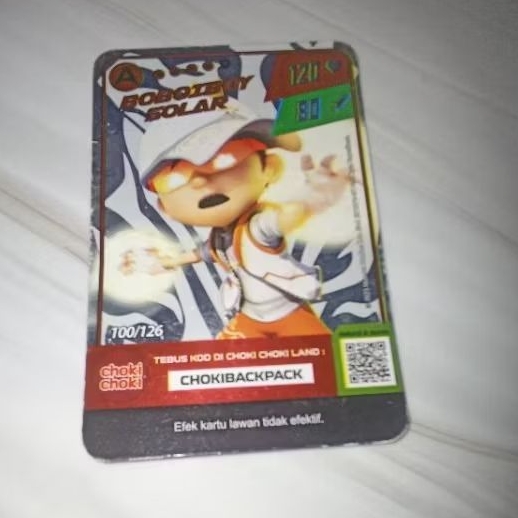 A
120
BOBOIBOY
SOLAR
80
100/126
choki
choki
TEBUS KOD DI CHOKI CHOKI LAND :
CHOKIBACKPACK
Efek kartu lawan tidak efektif.